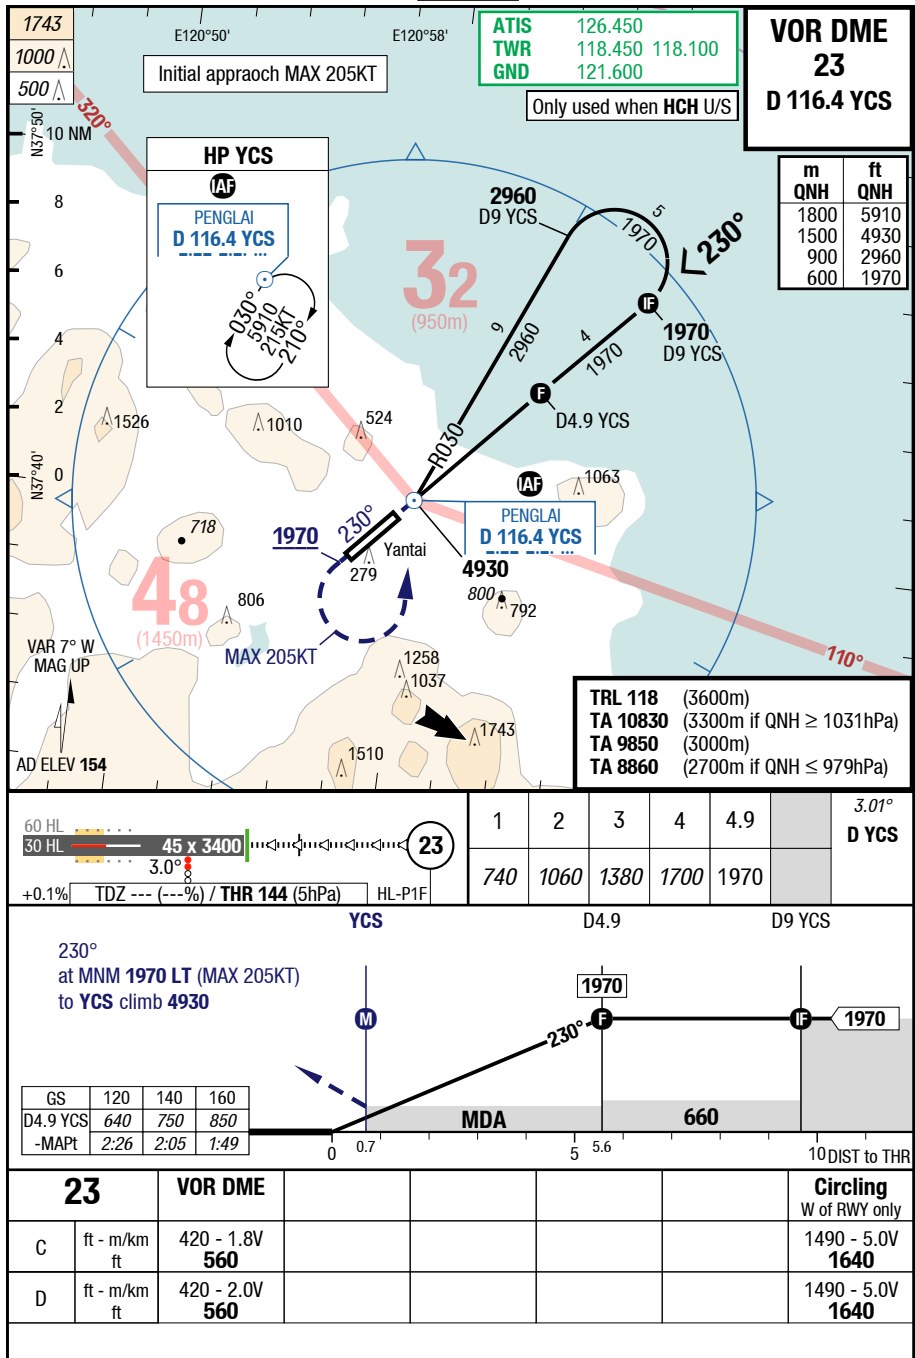 1743
1000
500
E120°50'
E120°58'
Initial appraoch MAX 205KT
ATIS 126.450
TWR 118.450 118.100
GND 121.600
Only used when HCH U/S
VOR DME
23
D 116.4 YCS
m ft
QNH QNH
1800 5910
1500 4930
900 2960
600 1970
320°
N37°50'
10 NM
8
6
4
2
0
N37°40'
HP YCS
IAF
PENGLAI
D 116.4 YCS
030°
5910
215KT
210°
2960
D9 YCS
5
1970
230°
32
(950m)
9
2960
4
1970
IF
1970
D9 YCS
F
D4.9 YCS
R030
1526
1010
524
IAF
1063
PENGLAI
D 116.4 YCS
718
1970
230°
Yantai
279
4930
800
792
48
(1450m)
806
MAX 205KT
VAR 7° W
MAG UP
110°
1258
1037
1743
1510
AD ELEV 154
TRL 118 (3600m)
TA 10830 (3300m if QNH ≥ 1031hPa)
TA 9850 (3000m)
TA 8860 (2700m if QNH ≤ 979hPa)
60 HL
30 HL
45 x 3400
23
3.0°
+0.1%
TDZ --- (---%) / THR 144 (5hPa)
HL-P1F
1 2 3 4 4.9
3.01°
D YCS
740 1060 1380 1700 1970
YCS
D4.9
D9 YCS
230°
at MNM 1970 LT (MAX 205KT)
to YCS climb 4930
1970
M
F
IF
1970
230°
MDA
660
GS 120 140 160
D4.9 YCS 640 750 850
-MAPt 2:26 2:05 1:49
0 0.7 5 5.6 10 DIST to THR
23
VOR DME
Circling
W of RWY only
C
ft - m/km 420 - 1.8V 1490 - 5.0V
ft 560 1640
D
ft - m/km 420 - 2.0V 1490 - 5.0V
ft 560 1640